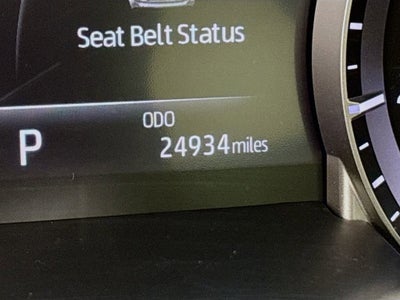 Seat Belt Status
ODO
P 24934 miles